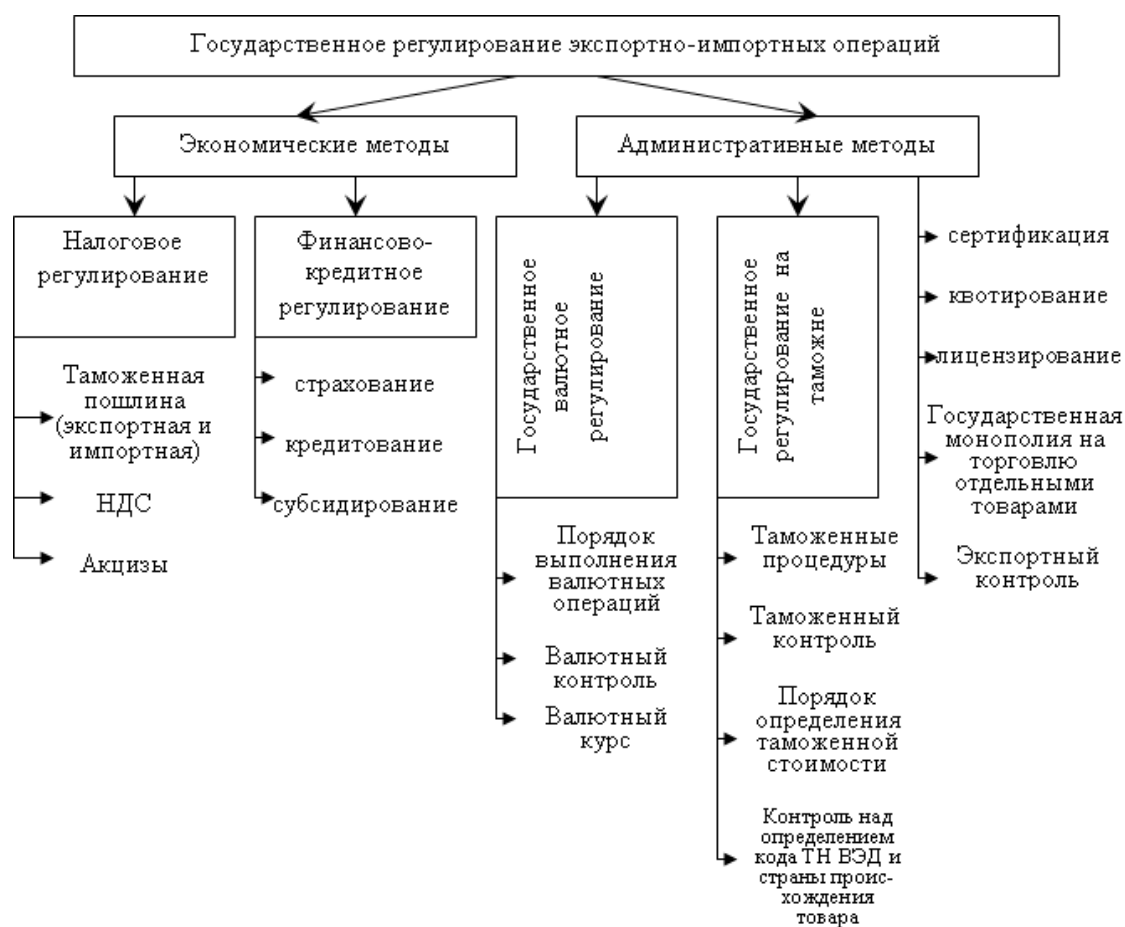 Государственное регулирование экспортно-импортных операций
Экономические методы
Административные методы
Налоговое
регулирование
Финансово-
кредитное
регулирование
Государственное
валютное
регулирование
Государственное
регулирование на
таможне
сертификация
квотирование
лицензирование
Государственная
монополия на
торговлю
отдельными
товарами
Экспортный
контроль
Таможенная
пошлина
(экспортная и
импортная)
НДС
Акцизы
страхование
кредитование
субсидирование
Порядок
выполнения
валютных
операций
Валютный
контроль
Валютный
курс
Таможенные
процедуры
Таможенный
контроль
Порядок
определения
таможенной
стоимости
Контроль над
определением
кода ТН ВЭД и
страны проис-
хождения
товара